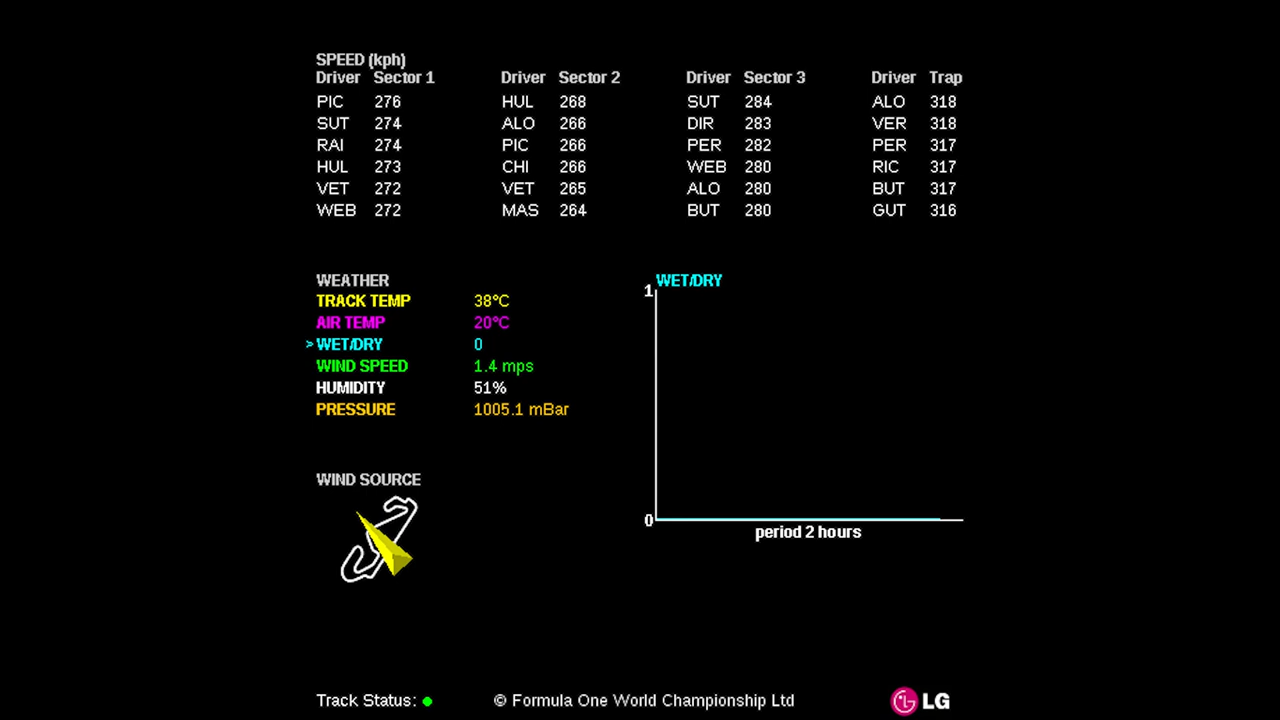 SPEED (kph)
Driver Sector 1 Driver Sector 2 Driver Sector 3 Driver Trap
PIC 276 HUL 268 SUT 284 ALO 318
SUT 274 ALO 266 DIR 283 VER 318
RAI 274 PIC 266 PER 282 PER 317
HUL 273 CHI 266 WEB 280 RIC 317
VET 272 VET 265 ALO 280 BUT 317
WEB 272 MAS 264 BUT 280 GUT 316
WEATHER
TRACK TEMP 38°C
AIR TEMP 20°C
> WET/DRY 0
WIND SPEED 1.4 mps
HUMIDITY 51%
PRESSURE 1005.1 mBar
WET/DRY
1
0
period 2 hours
WIND SOURCE
Track Status: © Formula One World Championship Ltd LG